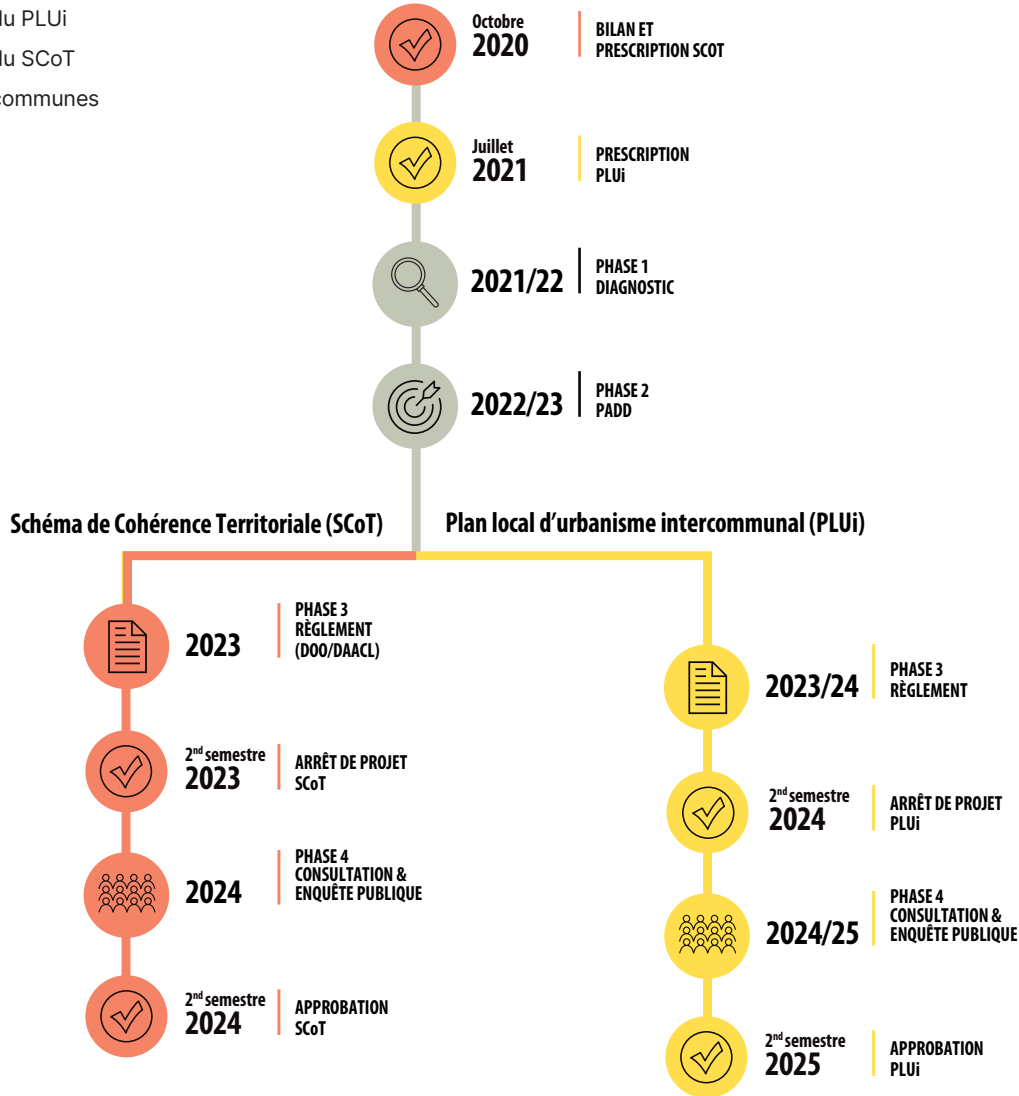 du PLUi
du SCoT
communes
Octobre
2020
BILAN ET
PRESCRIPTION SCOT
Juillet
2021
PRESCRIPTION
PLUi
2021/22
PHASE 1
DIAGNOSTIC
2022/23
PHASE 2
PADD
Schéma de Cohérence Territoriale (SCoT)
2023
PHASE 3
RÈGLEMENT
(DOO/DAACL)
2nd semestre
2023
ARRÊT DE PROJET
SCoT
2024
PHASE 4
CONSULTATION &
ENQUÊTE PUBLIQUE
2nd semestre
2024
APPROBATION
SCoT
Plan local d'urbanisme intercommunal (PLUi)
2023/24
PHASE 3
RÈGLEMENT
2nd semestre
2024
ARRÊT DE PROJET
PLUi
2024/25
PHASE 4
CONSULTATION &
ENQUÊTE PUBLIQUE
2nd semestre
2025
APPROBATION
PLUi